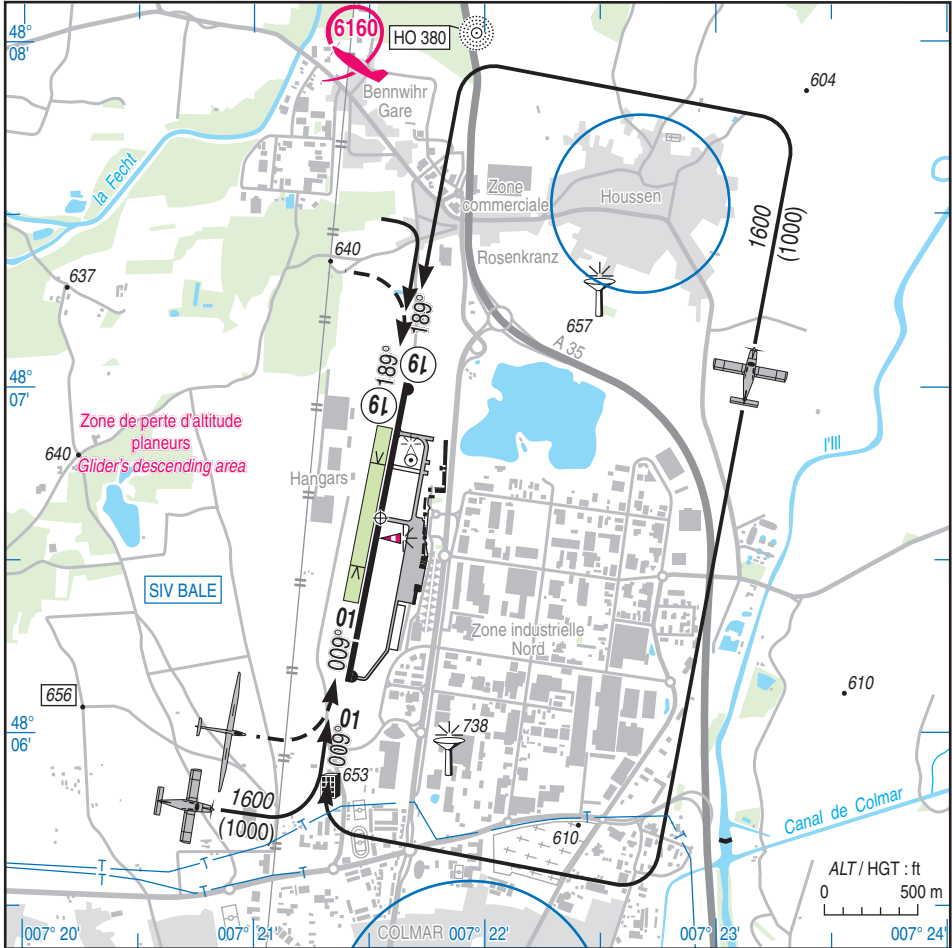 48°
08'
6160
HO 380
604
Bennwihr
Gare
la Fecht
Zone
commerciale
Houssen
1600
(1000)
640
Rosenkranz
637
189°
189°
657
A 35
19
19
48°
07'
Zone de perte d'altitude
planeurs
Glider's descending area
640
l'Ill
Hangars
SIV BALE
01
009°
Zone industrielle
Nord
656
610
01
009°
738
48°
06'
653
1600
(1000)
T
T
T
T
T
T
610
Canal de Colmar
ALT / HGT : ft
0 500 m
COLMAR
007° 20'
007° 21'
007° 22'
007° 23'
007° 24'